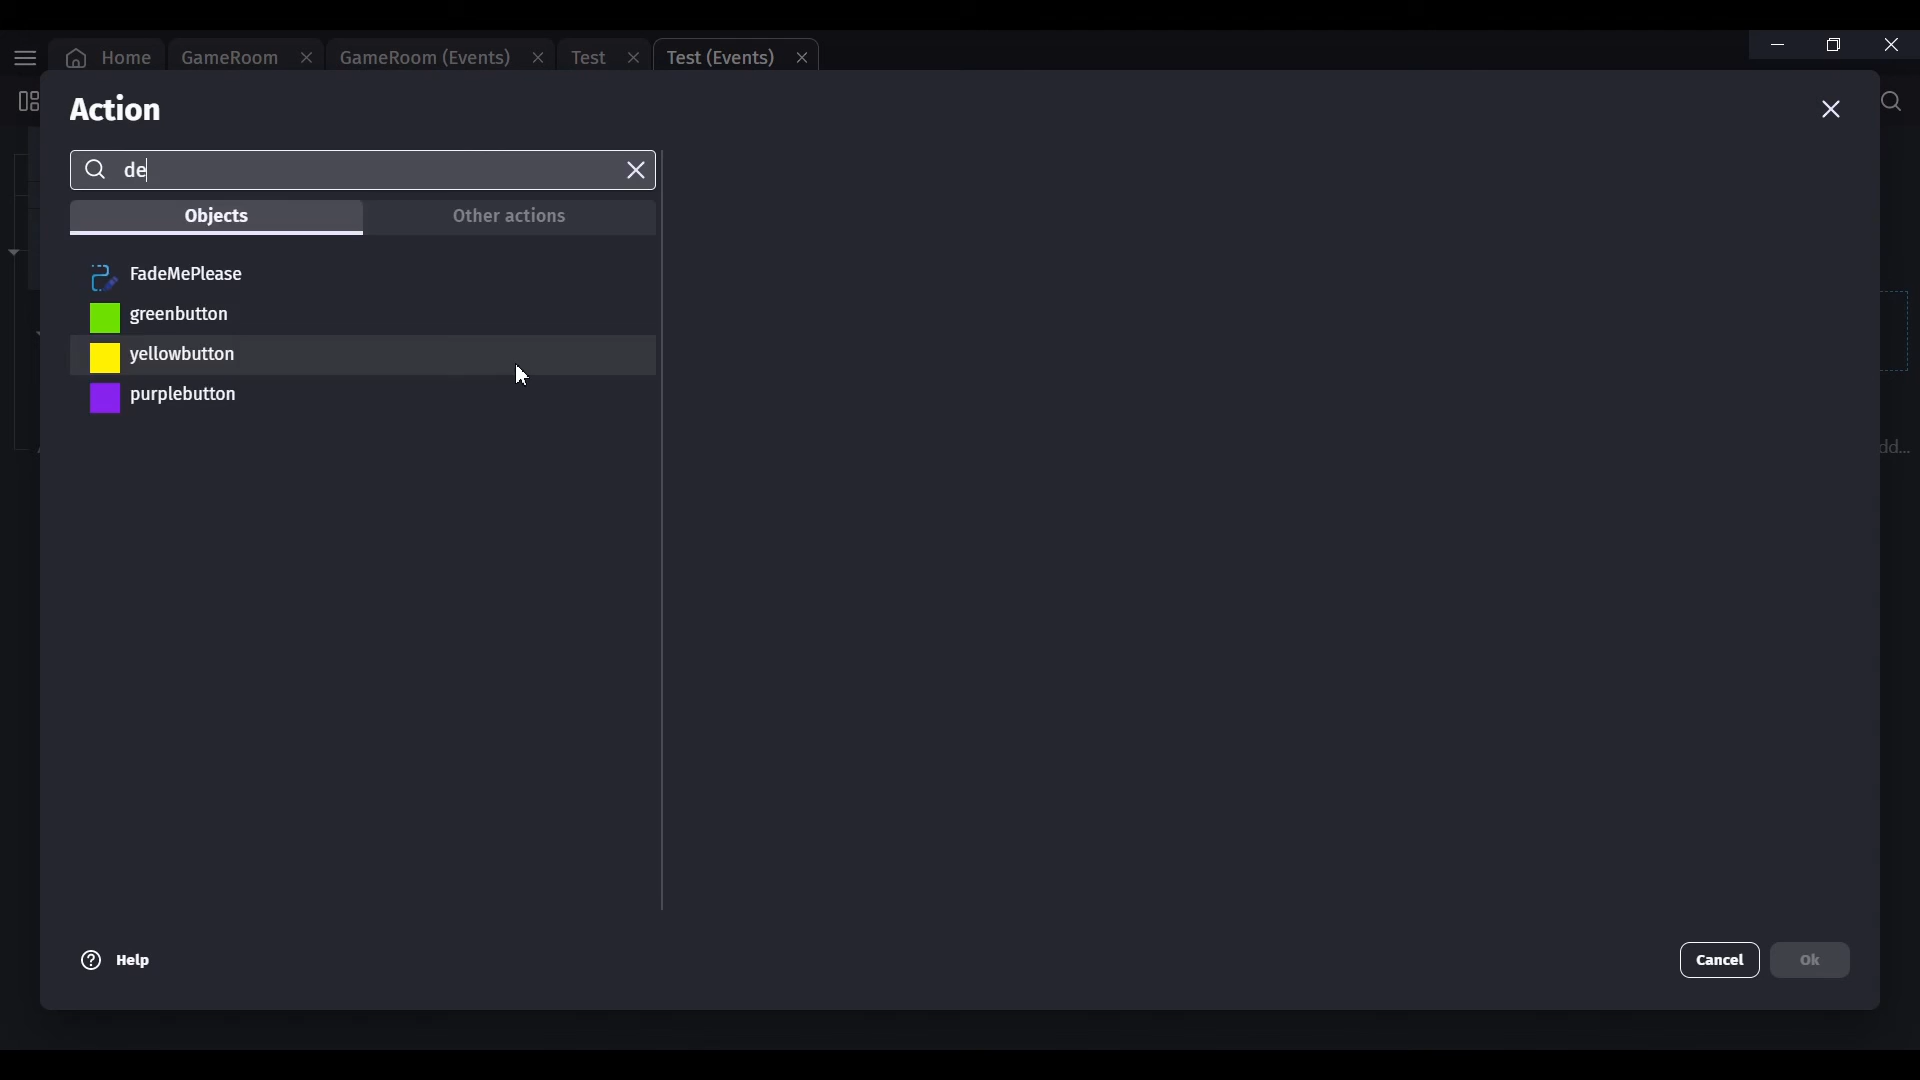 Home GameRoom GameRoom (Events) Test Test (Events)
Action
de
Objects Other actions
FadeMePlease
greenbutton
yellowbutton
purplebutton
dd...
Help Cancel Ok